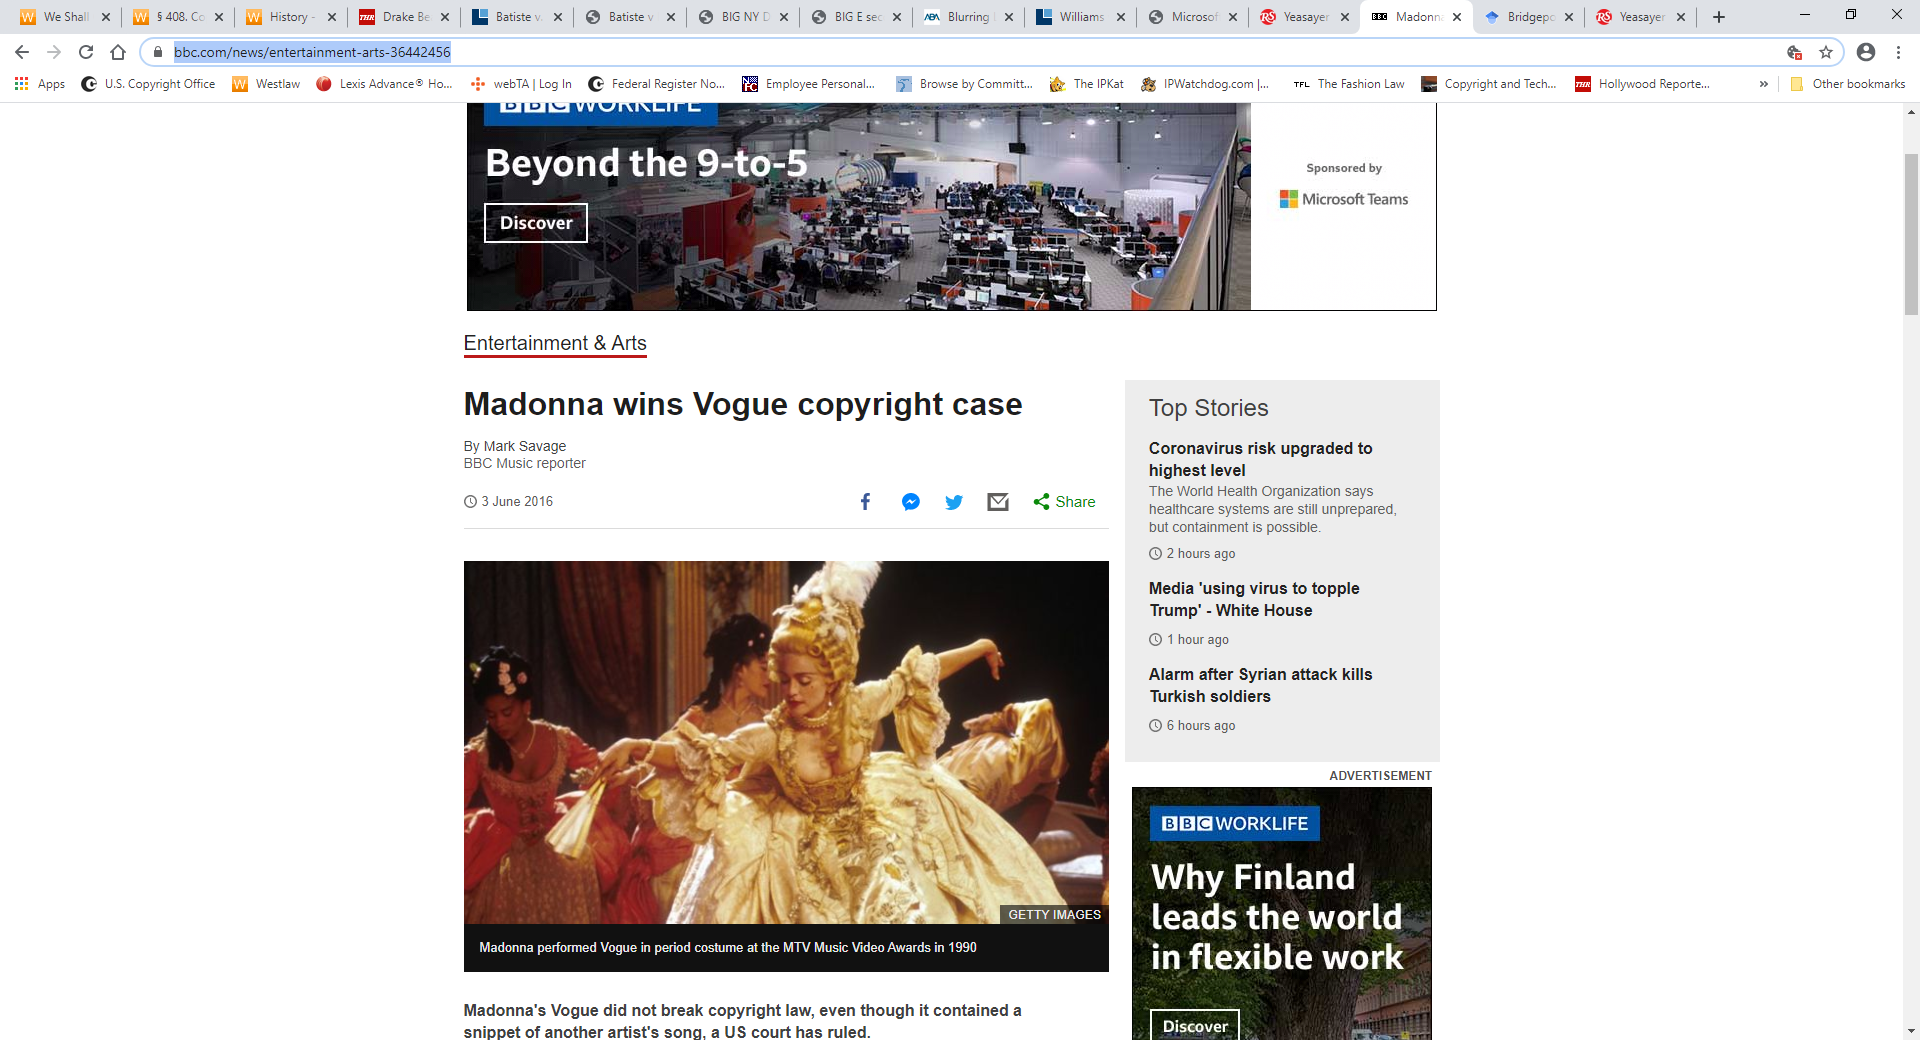 We Shall
§ 408. Co
History -
Drake Be
Batiste v.
Batiste v
BIG NY D
BIG E sec
Blurring L
Williams
Microsof
Yeasayer
Madonna
Bridgepo
Yeasayer
bbc.com/news/entertainment-arts-36442456
Apps
U.S. Copyright Office
Westlaw
Lexis Advance® Ho...
webTA | Log In
Federal Register No...
Employee Personal...
Browse by Committ...
The IPKat
IPWatchdog.com |...
The Fashion Law
Copyright and Tech...
Hollywood Reporte...
Other bookmarks
BBC WORKLIFE
Beyond the 9-to-5
Discover
Sponsored by
Microsoft Teams
Entertainment & Arts
Madonna wins Vogue copyright case
By Mark Savage
BBC Music reporter
3 June 2016
Share
GETTY IMAGES
Madonna performed Vogue in period costume at the MTV Music Video Awards in 1990
Madonna's Vogue did not break copyright law, even though it contained a
snippet of another artist's song, a US court has ruled.
Top Stories
Coronavirus risk upgraded to
highest level
The World Health Organization says
healthcare systems are still unprepared,
but containment is possible.
2 hours ago
Media 'using virus to topple
Trump' - White House
1 hour ago
Alarm after Syrian attack kills
Turkish soldiers
6 hours ago
ADVERTISEMENT
BBC WORKLIFE
Why Finland
leads the world
in flexible work
Discover